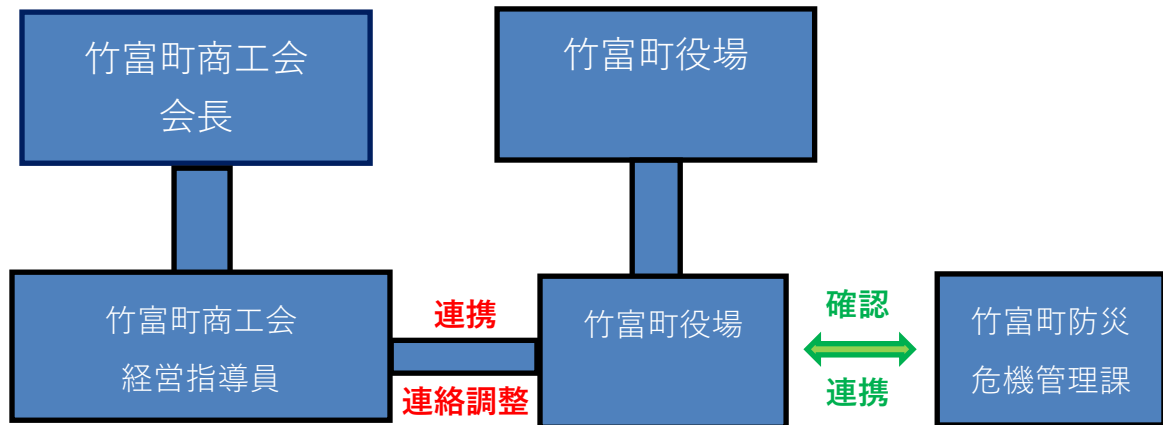 竹富町商工会
会長
竹富町役場
竹富町商工会
経営指導員
連携
連絡調整
竹富町役場
確認
連携
竹富町防災
危機管理課